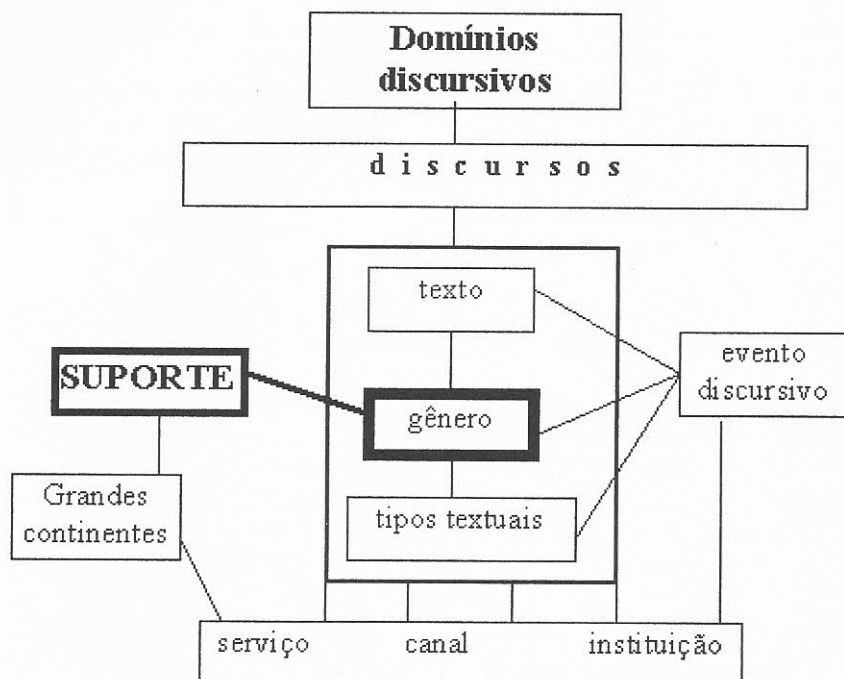 Domínios
discursivos
d i s c u r s o s
texto
SUPORTE
gênero
evento
discursivo
Grandes
continentes
tipos textuais
serviço canal instituição